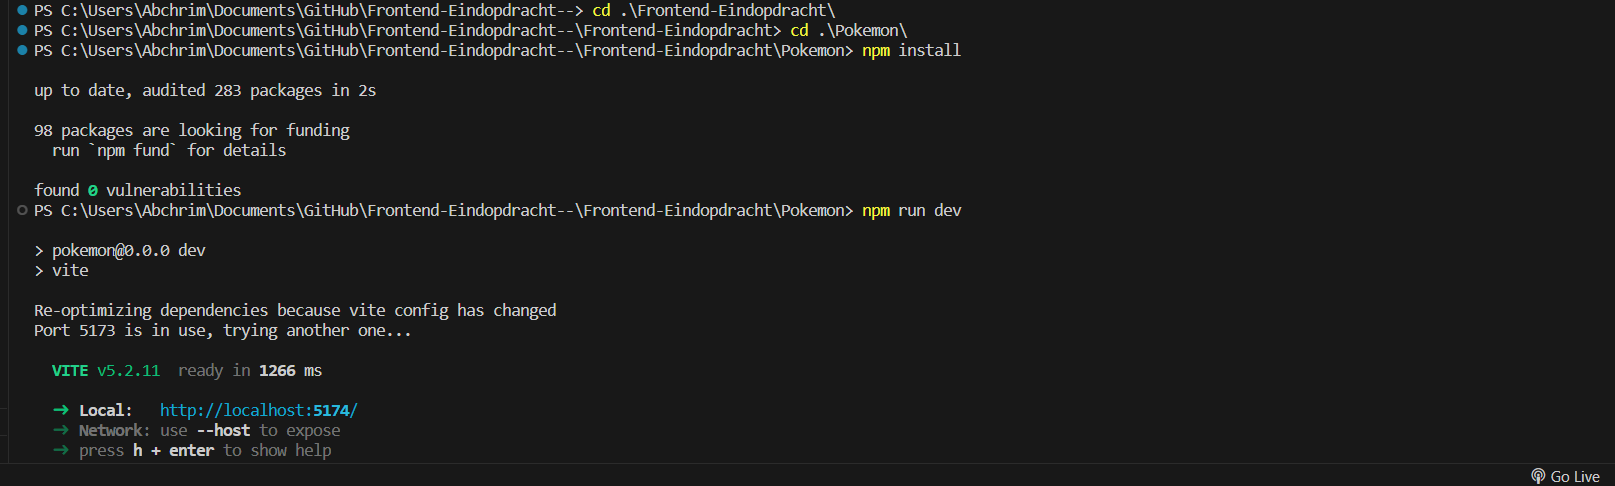 PS C:\Users\Abchrim\Documents\GitHub\Frontend-Eindopdracht--> cd .\Frontend-Eindopdracht\
PS C:\Users\Abchrim\Documents\GitHub\Frontend-Eindopdracht--\Frontend-Eindopdracht> cd .\Pokemon\
PS C:\Users\Abchrim\Documents\GitHub\Frontend-Eindopdracht--\Frontend-Eindopdracht\Pokemon> npm install
up to date, audited 283 packages in 2s
98 packages are looking for funding
run `npm fund` for details
found 0 vulnerabilities
PS C:\Users\Abchrim\Documents\GitHub\Frontend-Eindopdracht--\Frontend-Eindopdracht\Pokemon> npm run dev
> pokemon@0.0.0 dev
> vite
Re-optimizing dependencies because vite config has changed
Port 5173 is in use, trying another one...
VITE v5.2.11 ready in 1266 ms
➜ Local: http://localhost:5174/
➜ Network: use --host to expose
➜ press h + enter to show help
Go Live